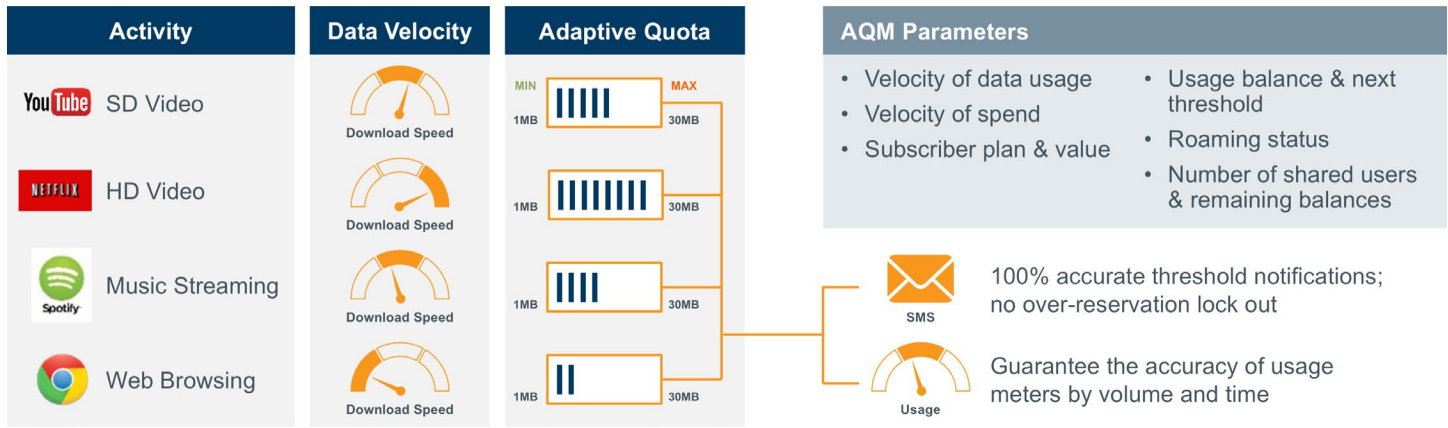 Activity
Data Velocity
Adaptive Quota
YouTube
SD Video
Download Speed
MIN
MAX
1MB
30MB
NETFLIX
HD Video
Download Speed
1MB
30MB
Spotify
Music Streaming
Download Speed
1MB
30MB
Web Browsing
Download Speed
1MB
30MB
AQM Parameters
• Velocity of data usage
• Velocity of spend
• Subscriber plan & value
• Usage balance & next
threshold
• Roaming status
• Number of shared users
& remaining balances
SMS
100% accurate threshold notifications;
no over-reservation lock out
Usage
Guarantee the accuracy of usage
meters by volume and time